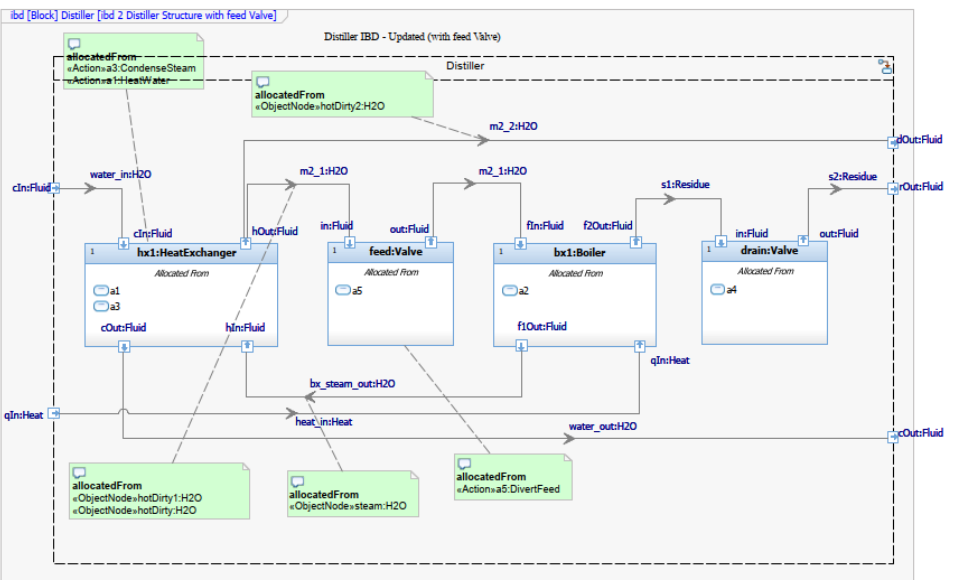 ibd [Block] Distiller [ibd 2 Distiller Structure with feed Valve]
Distiller IBD - Updated (with feed Valve)
allocatedFrom
«Action»a3:CondenseSteam
«Action»a1:HeatWater
Distiller
allocatedFrom
«ObjectNode»hotDirty2:H2O
m2_2:H2O
dOut:Fluid
water_in:H2O
m2_1:H2O
m2_1:H2O
s2:Residue
cIn:Fluid
s1:Residue
rOut:Fluid
cIn:Fluid
hOut:Fluid
in:Fluid
out:Fluid
fIn:Fluid
f2Out:Fluid
in:Fluid
out:Fluid
1
hx1:HeatExchanger
1
feed:Valve
1
bx1:Boiler
1
drain:Valve
Allocated From
Allocated From
Allocated From
Allocated From
a1
a5
a2
a4
a3
cOut:Fluid
hIn:Fluid
f1Out:Fluid
qIn:Heat
bx_steam_out:H2O
qIn:Heat
heat_in:Heat
water_out:H2O
cOut:Fluid
allocatedFrom
«ObjectNode»hotDirty1:H2O
«ObjectNode»hotDirty:H2O
allocatedFrom
«ObjectNode»steam:H2O
allocatedFrom
«Action»a5:DivertFeed